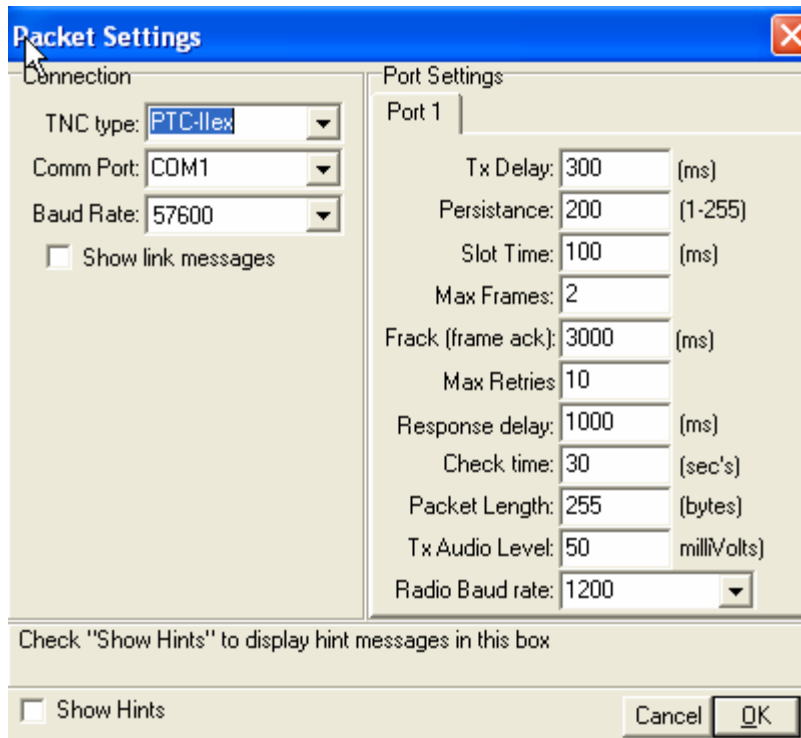 Packet Settings
Connection
TNC type: PTC-IIex
Comm Port: COM1
Baud Rate: 57600
Show link messages
Port Settings
Port 1
Tx Delay: 300 (ms)
Persistance: 200 (1-255)
Slot Time: 100 (ms)
Max Frames: 2
Frack (frame ack): 3000 (ms)
Max Retries 10
Response delay: 1000 (ms)
Check time: 30 (sec's)
Packet Length: 255 (bytes)
Tx Audio Level: 50 milliVolts)
Radio Baud rate: 1200
Check "Show Hints" to display hint messages in this box
Show Hints
Cancel OK